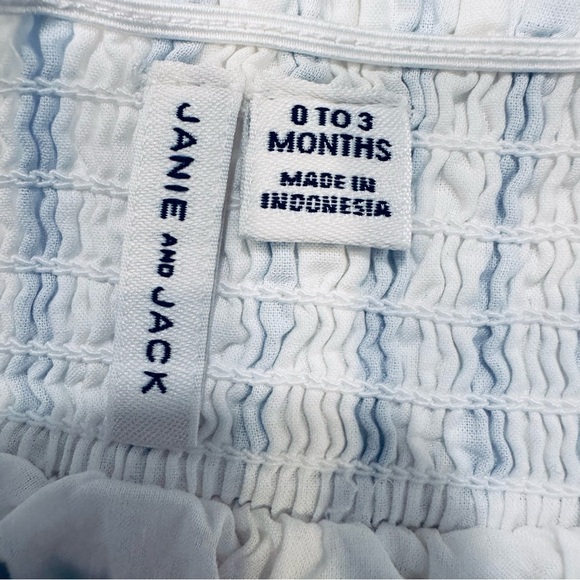 JANIE AND JACK
0 TO 3
MONTHS
MADE IN
INDONESIA